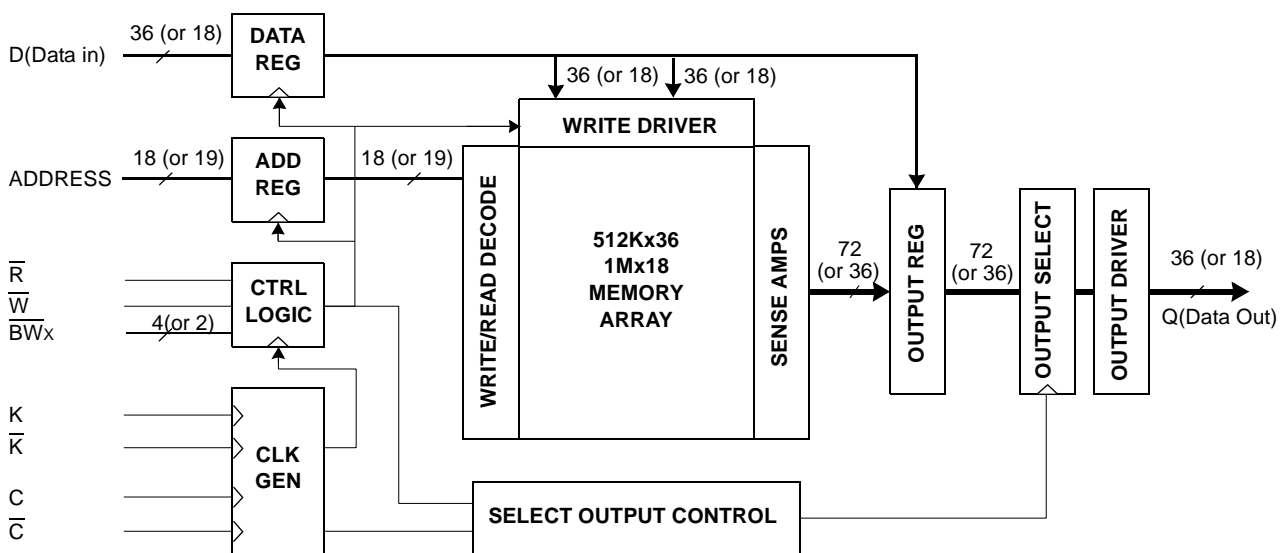 D(Data in)
36 (or 18)
DATA
REG
36 (or 18)
36 (or 18)
WRITE DRIVER
ADDRESS
18 (or 19)
ADD
REG
18 (or 19)
WRITE/READ DECODE
512Kx36
1Mx18
MEMORY
ARRAY
SENSE AMPS
72
(or 36)
OUTPUT REG
72
(or 36)
OUTPUT SELECT
OUTPUT DRIVER
36 (or 18)
Q(Data Out)
R̅
W̅
B̅W̅x
4(or 2)
CTRL
LOGIC
K
K̅
C
C̅
CLK
GEN
SELECT OUTPUT CONTROL